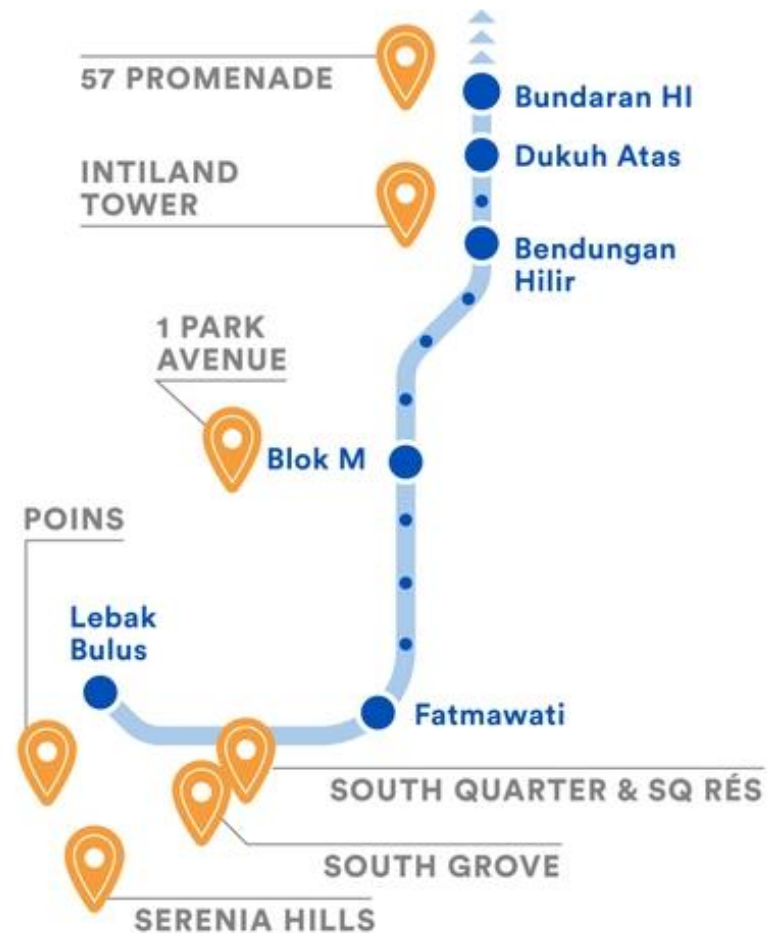 57 PROMENADE
Bundaran HI
Dukuh Atas
INTILAND
TOWER
Bendungan
Hilir
1 PARK
AVENUE
Blok M
POINS
Lebak
Bulus
Fatmawati
SOUTH QUARTER & SQ RÉS
SOUTH GROVE
SERENIA HILLS